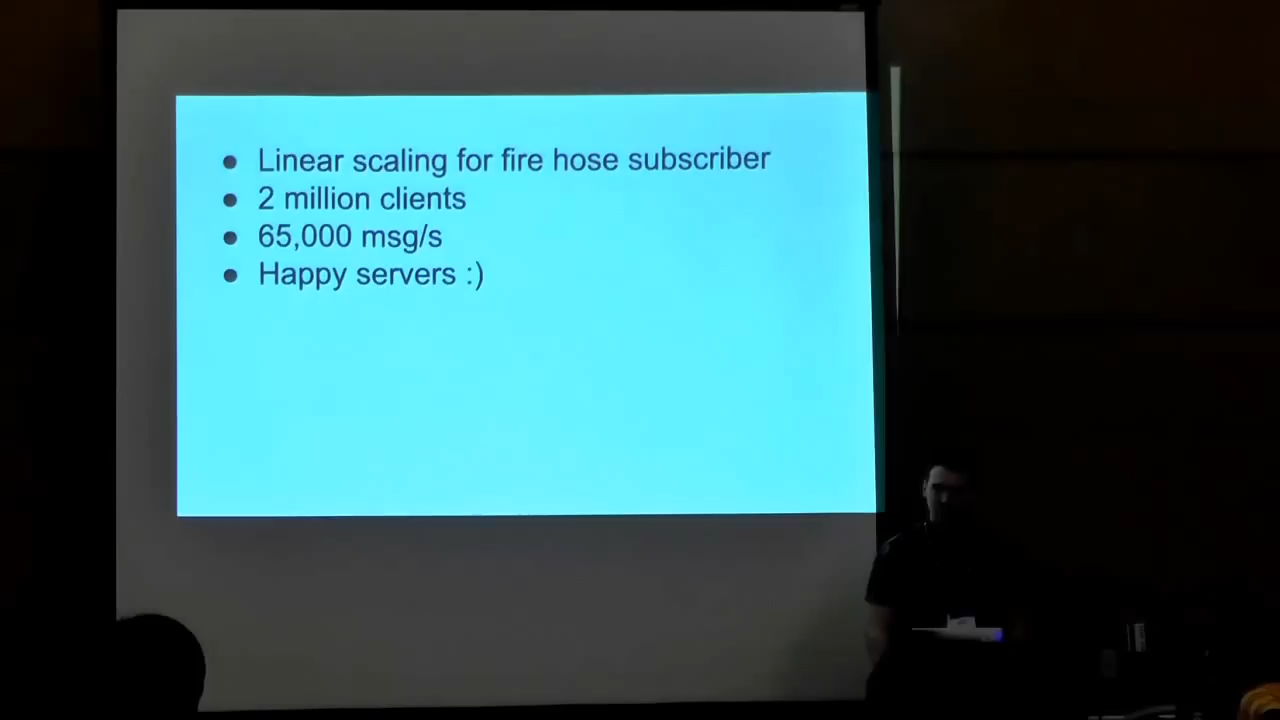 ● Linear scaling for fire hose subscriber
● 2 million clients
● 65,000 msg/s
● Happy servers :)